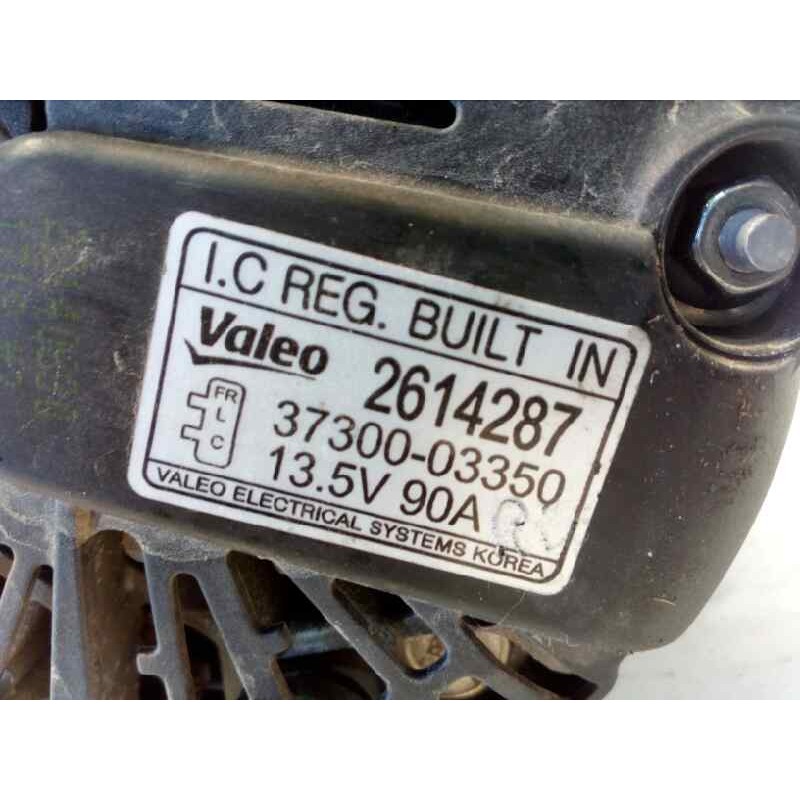 I.C REG. BUILT IN
Valeo 2614287
FR
L
C
37300-03350
13.5V 90A
VALEO ELECTRICAL SYSTEMS KOREA